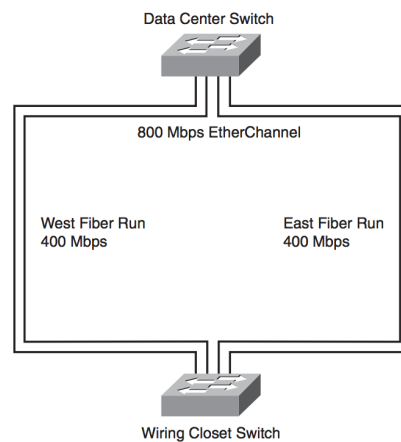 Data Center Switch
800 Mbps EtherChannel
West Fiber Run
400 Mbps
East Fiber Run
400 Mbps
Wiring Closet Switch